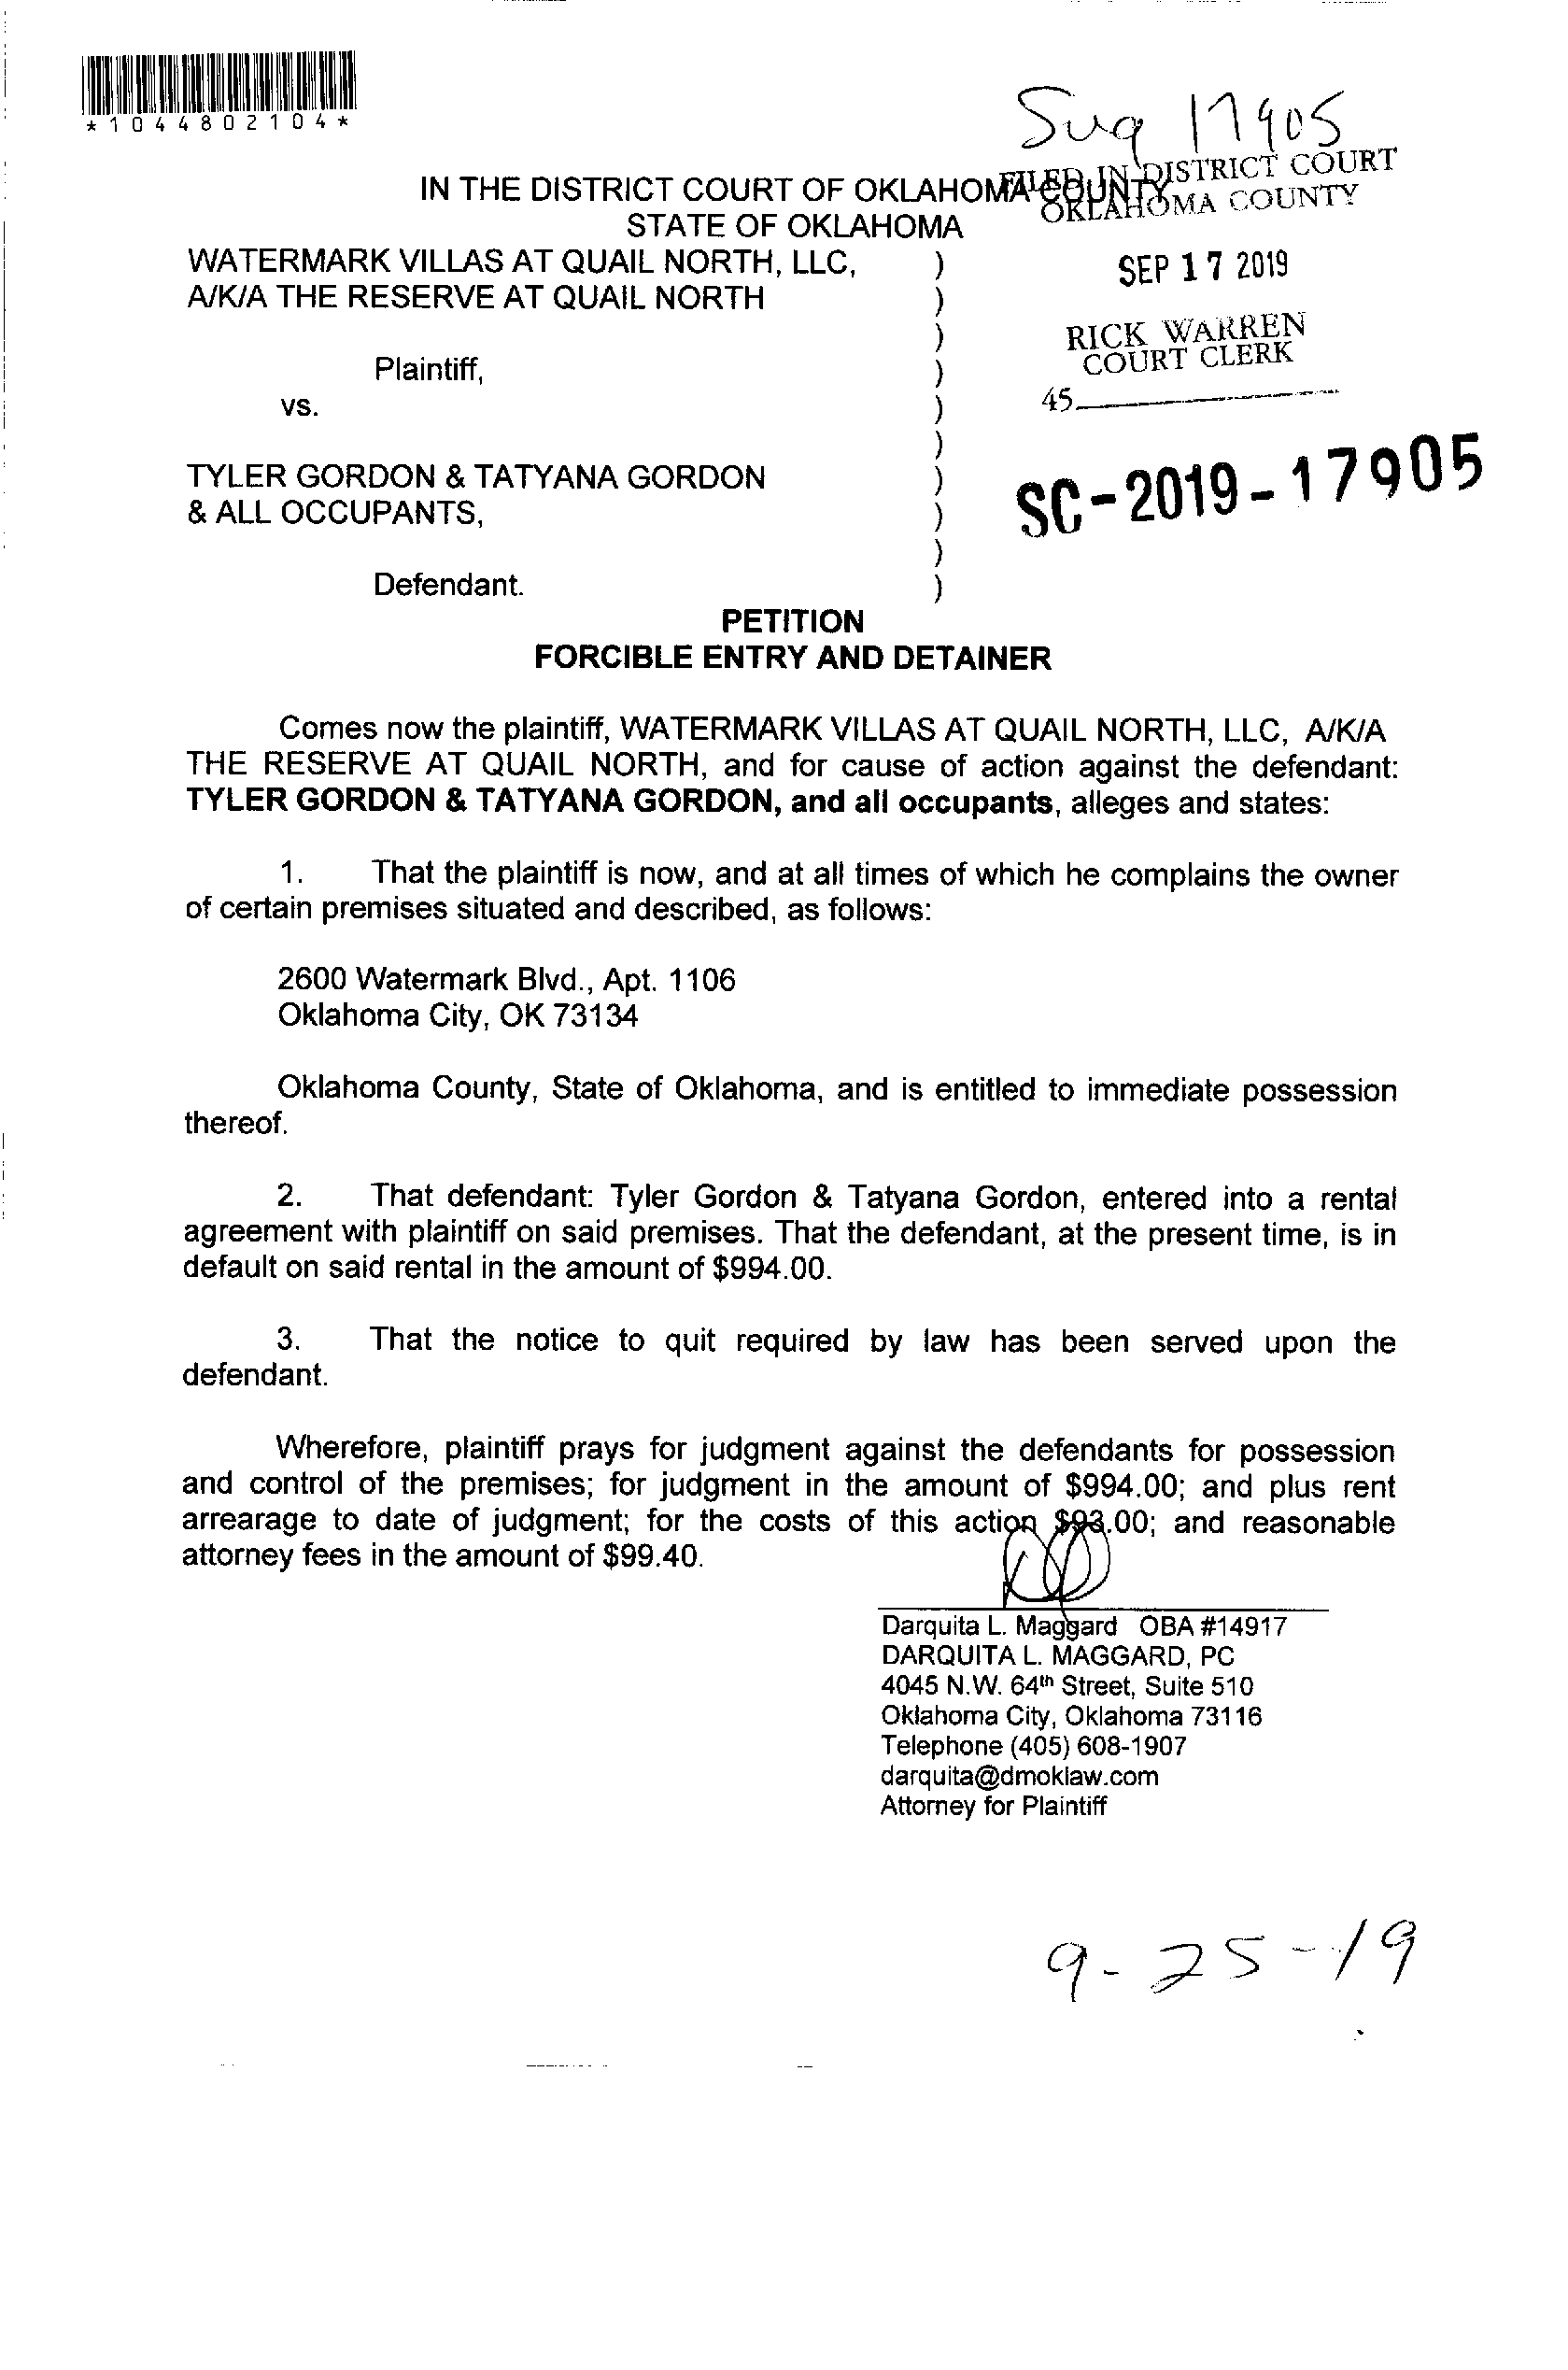 *1044802104*
Sug 17905
IN THE DISTRICT COURT OF OKLAHOMA COUNTY
STATE OF OKLAHOMA
FILED IN DISTRICT COURT
OKLAHOMA COUNTY
WATERMARK VILLAS AT QUAIL NORTH, LLC, )
A/K/A THE RESERVE AT QUAIL NORTH )
)
Plaintiff, )
vs. )
)
TYLER GORDON & TATYANA GORDON )
& ALL OCCUPANTS, )
)
Defendant. )
SEP 17 2019
RICK WARREN
COURT CLERK
45
SC-2019-17905
PETITION
FORCIBLE ENTRY AND DETAINER
Comes now the plaintiff, WATERMARK VILLAS AT QUAIL NORTH, LLC, A/K/A
THE RESERVE AT QUAIL NORTH, and for cause of action against the defendant:
TYLER GORDON & TATYANA GORDON, and all occupants, alleges and states:
1. That the plaintiff is now, and at all times of which he complains the owner
of certain premises situated and described, as follows:
2600 Watermark Blvd., Apt. 1106
Oklahoma City, OK 73134
Oklahoma County, State of Oklahoma, and is entitled to immediate possession
thereof.
2. That defendant: Tyler Gordon & Tatyana Gordon, entered into a rental
agreement with plaintiff on said premises. That the defendant, at the present time, is in
default on said rental in the amount of $994.00.
3. That the notice to quit required by law has been served upon the
defendant.
Wherefore, plaintiff prays for judgment against the defendants for possession
and control of the premises; for judgment in the amount of $994.00; and plus rent
arrearage to date of judgment; for the costs of this action $93.00; and reasonable
attorney fees in the amount of $99.40.
Darquita L. Maggard OBA #14917
DARQUITA L. MAGGARD, PC
4045 N.W. 64th Street, Suite 510
Oklahoma City, Oklahoma 73116
Telephone (405) 608-1907
darquita@dmoklaw.com
Attorney for Plaintiff
9-25-19